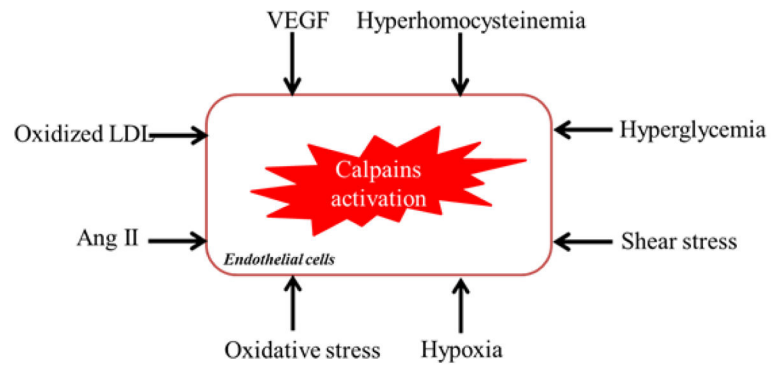 VEGF
Hyperhomocysteinemia
Oxidized LDL
Hyperglycemia
Calpains
activation
Ang II
Shear stress
Endothelial cells
Oxidative stress
Hypoxia